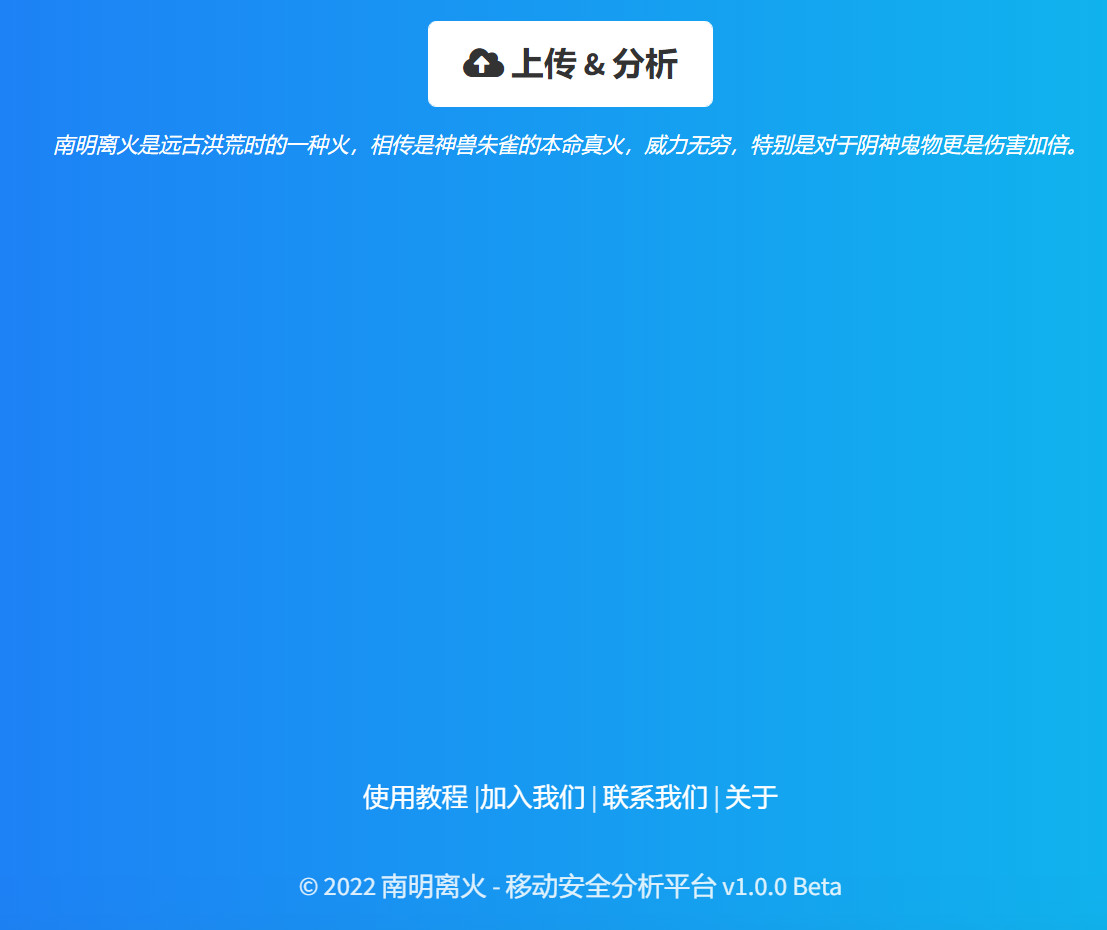 上传 & 分析
南明离火是远古洪荒时的一种火，相传是神兽朱雀的本命真火，威力无穷，特别是对于阴神鬼物更是伤害加倍。
使用教程 |加入我们 | 联系我们 | 关于
© 2022 南明离火 - 移动安全分析平台 v1.0.0 Beta